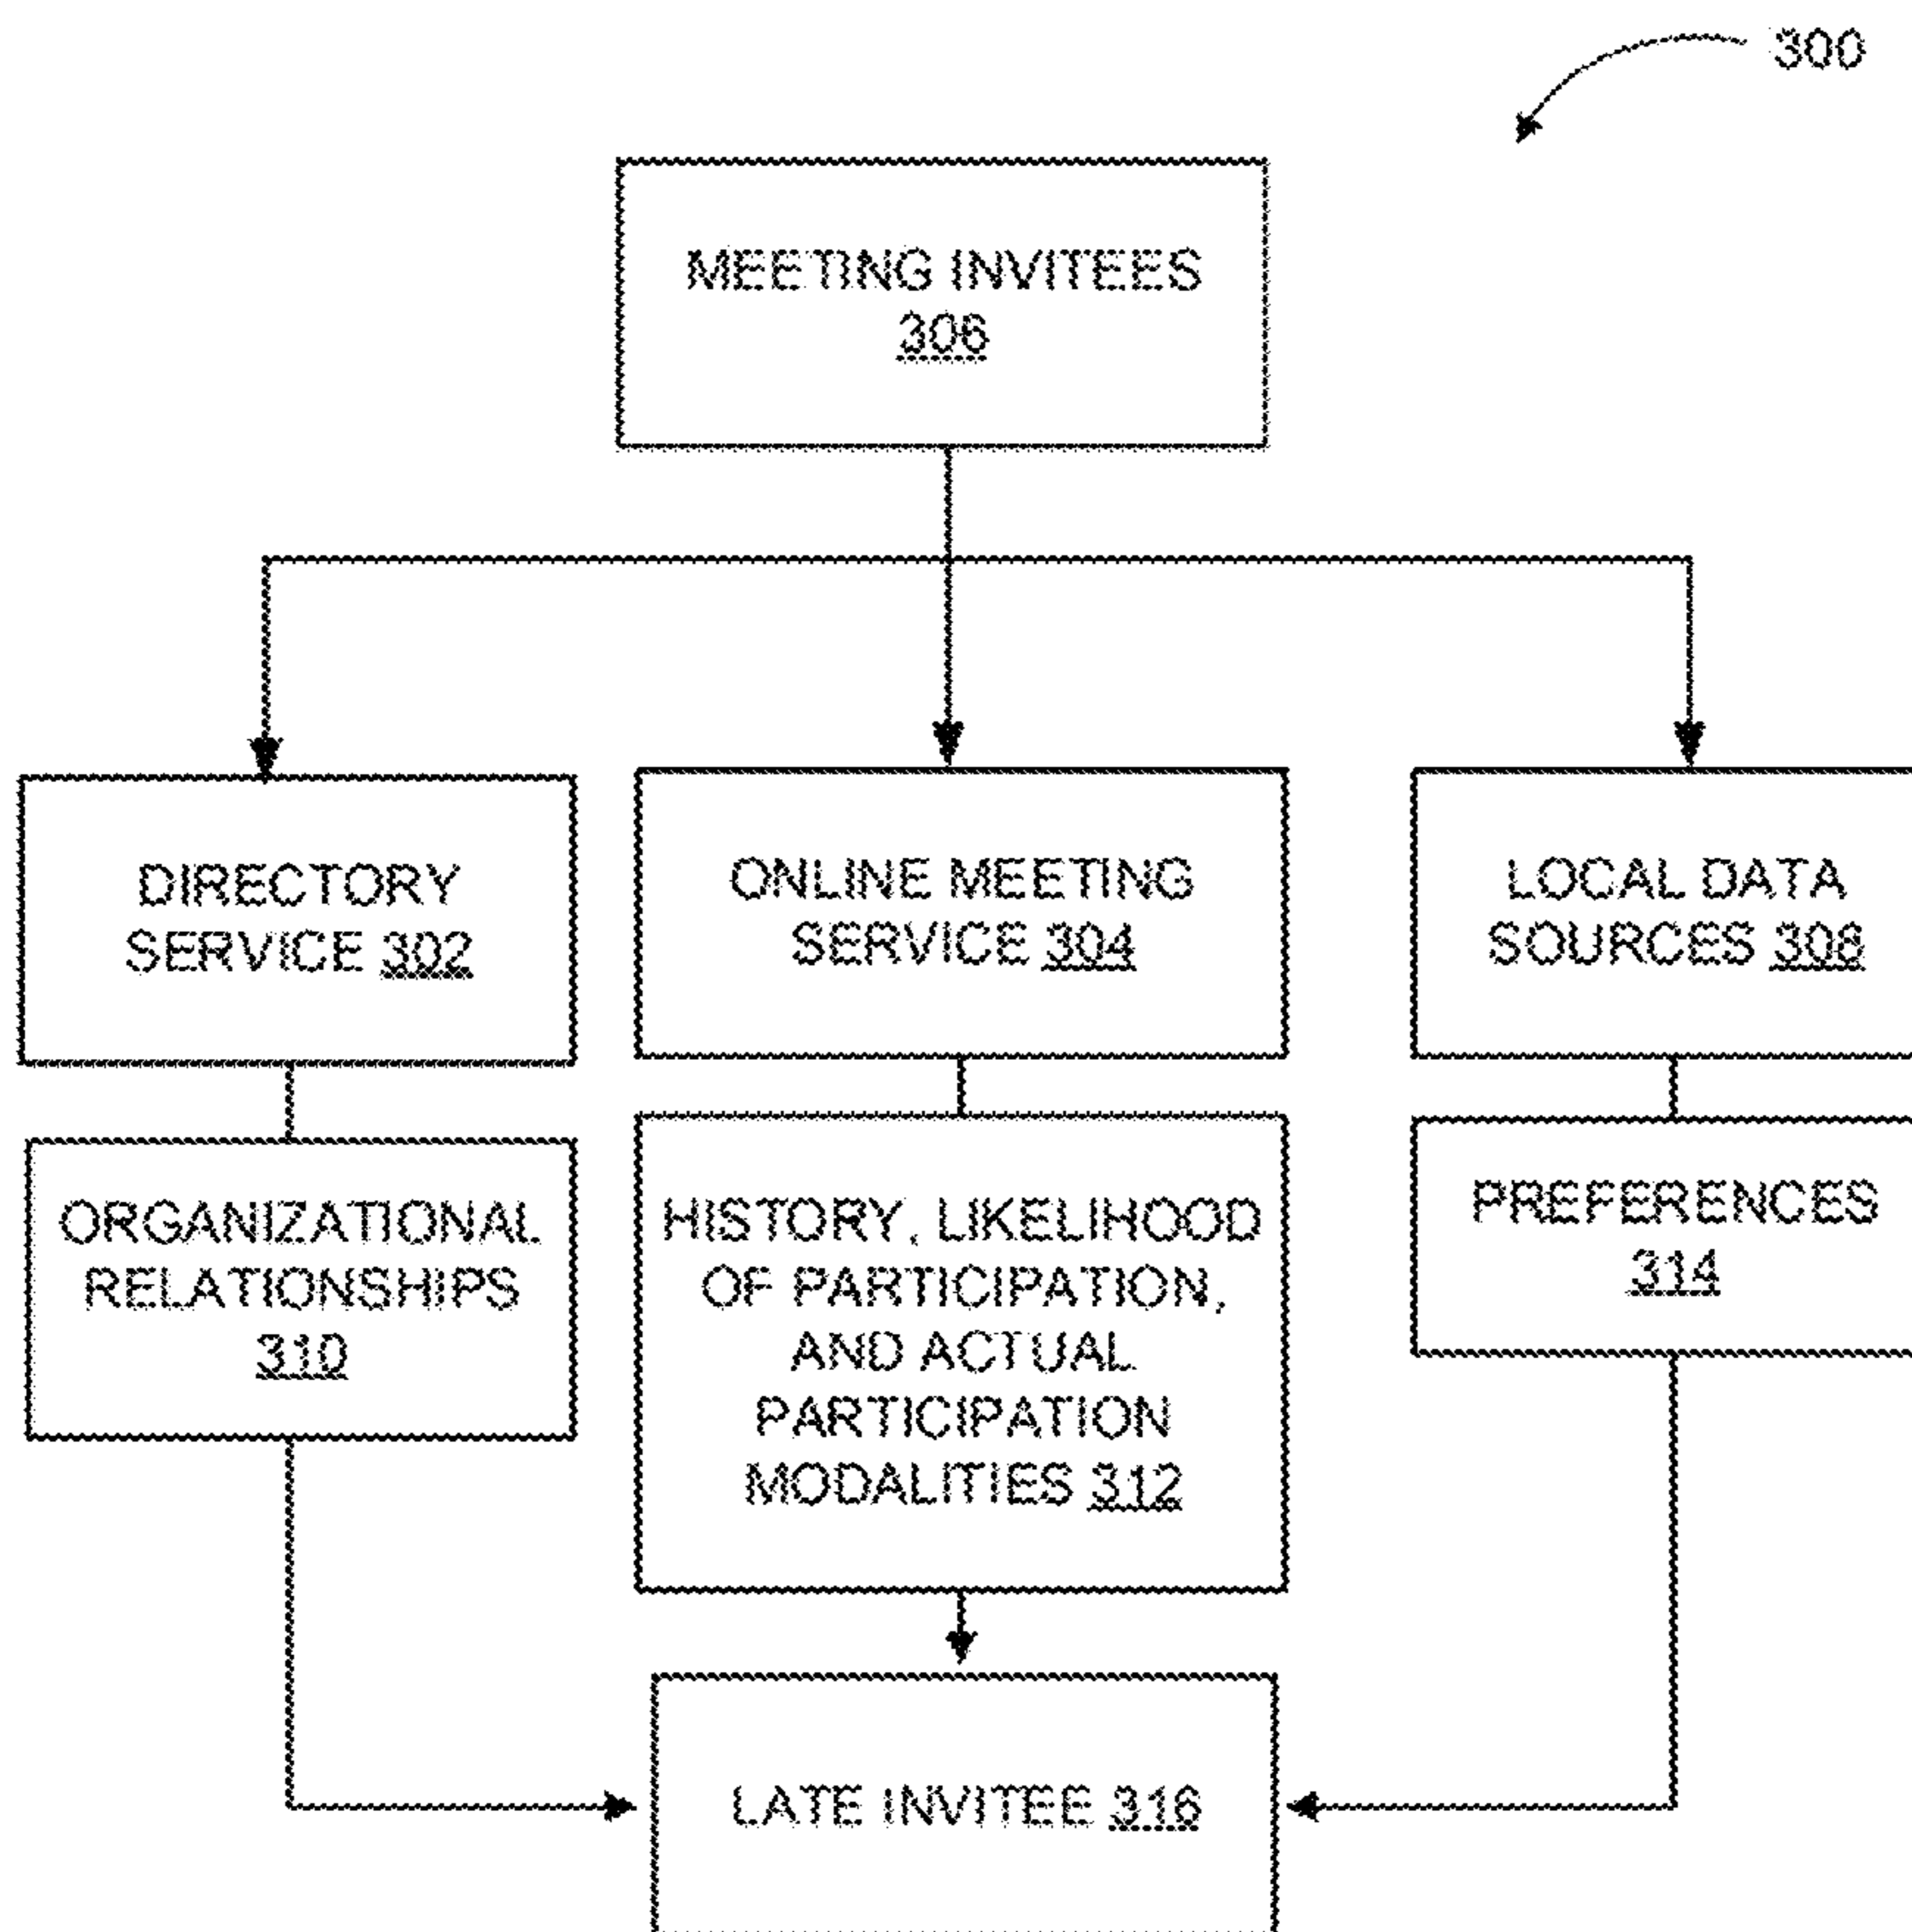 300
MEETING INVITEES
306
DIRECTORY
SERVICE 302
ONLINE MEETING
SERVICE 304
LOCAL DATA
SOURCES 308
ORGANIZATIONAL
RELATIONSHIPS
310
HISTORY, LIKELIHOOD
OF PARTICIPATION,
AND ACTUAL
PARTICIPATION
MODALITIES 312
PREFERENCES
314
LATE INVITEE 316